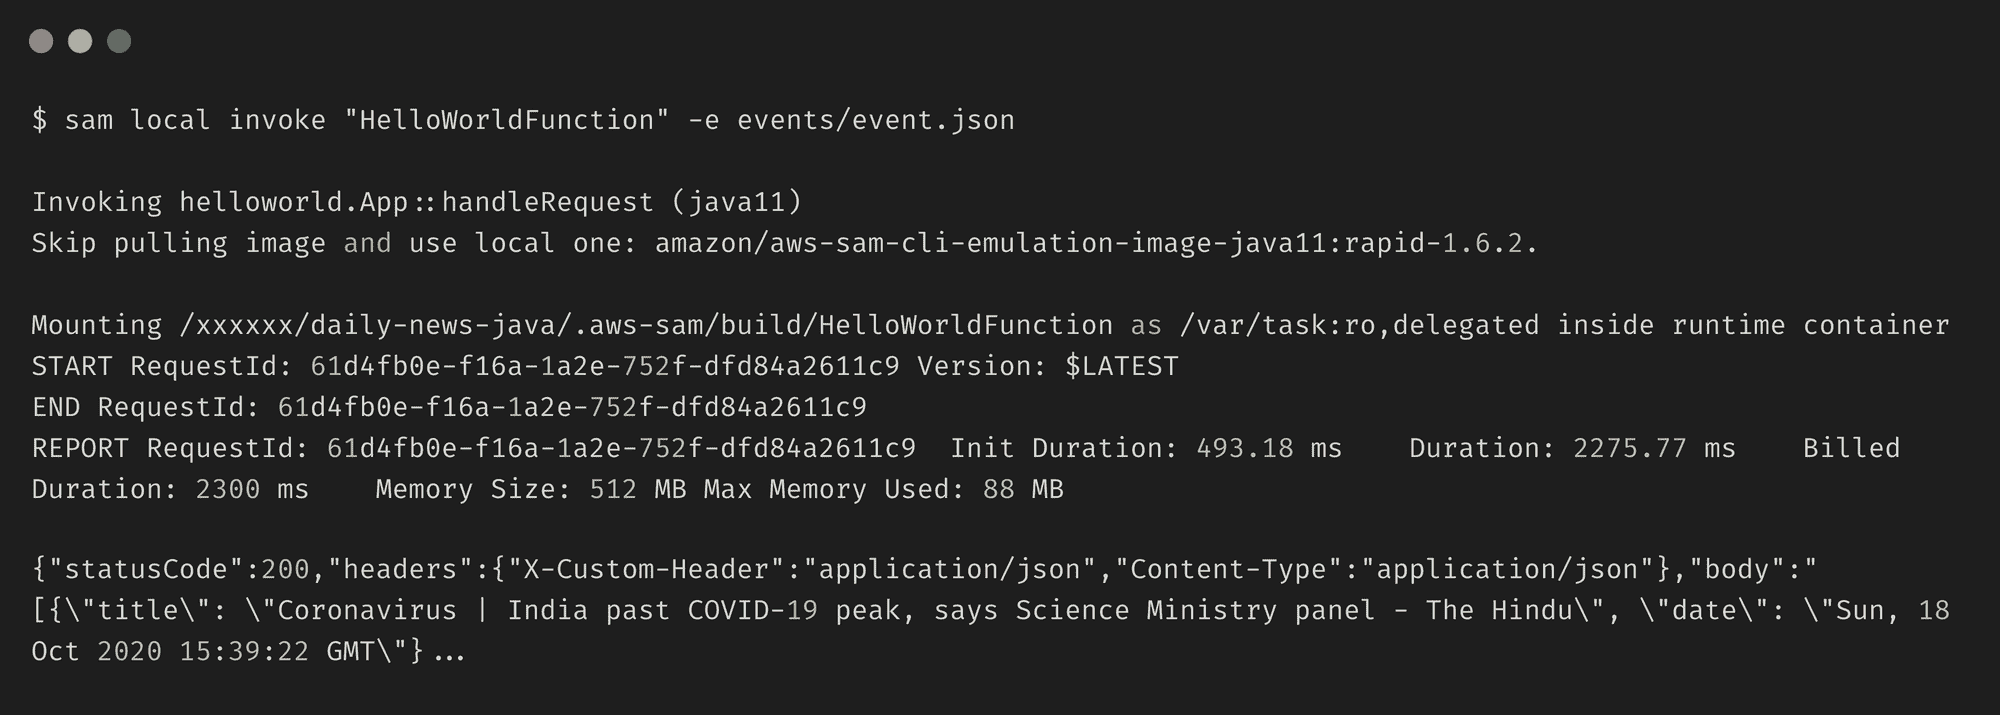 $ sam local invoke "HelloWorldFunction" -e events/event.json
Invoking helloworld.App::handleRequest (java11)
Skip pulling image and use local one: amazon/aws-sam-cli-emulation-image-java11:rapid-1.6.2.
Mounting /xxxxxx/daily-news-java/.aws-sam/build/HelloWorldFunction as /var/task:ro,delegated inside runtime container
START RequestId: 61d4fb0e-f16a-1a2e-752f-dfd84a2611c9 Version: $LATEST
END RequestId: 61d4fb0e-f16a-1a2e-752f-dfd84a2611c9
REPORT RequestId: 61d4fb0e-f16a-1a2e-752f-dfd84a2611c9  Init Duration: 493.18 ms    Duration: 2275.77 ms    Billed
Duration: 2300 ms    Memory Size: 512 MB Max Memory Used: 88 MB
{"statusCode":200,"headers":{"X-Custom-Header":"application/json","Content-Type":"application/json"},"body":"
[{\"title\": \"Coronavirus | India past COVID-19 peak, says Science Ministry panel - The Hindu\", \"date\": \"Sun, 18
Oct 2020 15:39:22 GMT\"}...